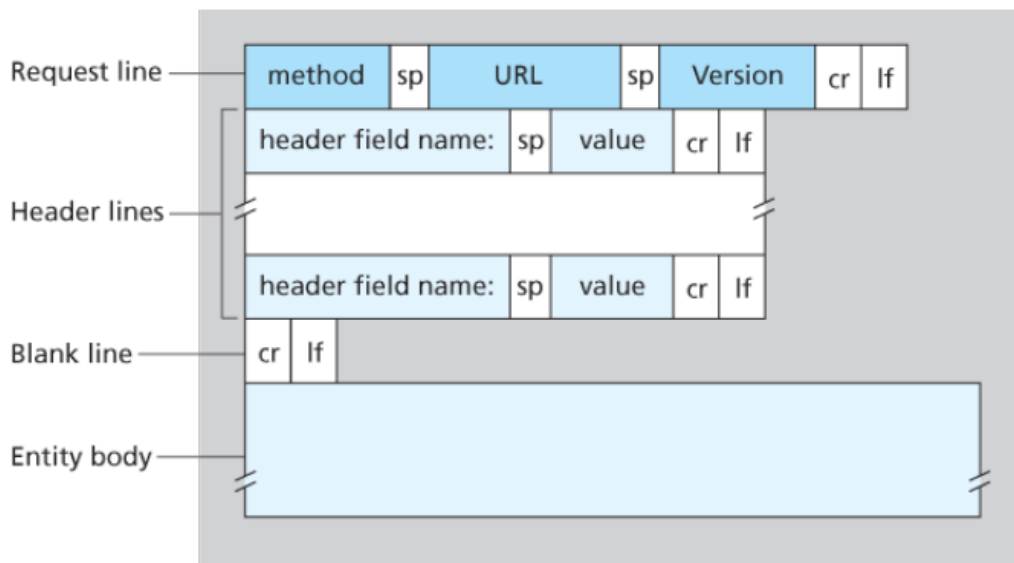 Request line method sp URL sp Version cr lf
header field name: sp value cr lf
Header lines
header field name: sp value cr lf
Blank line cr lf
Entity body